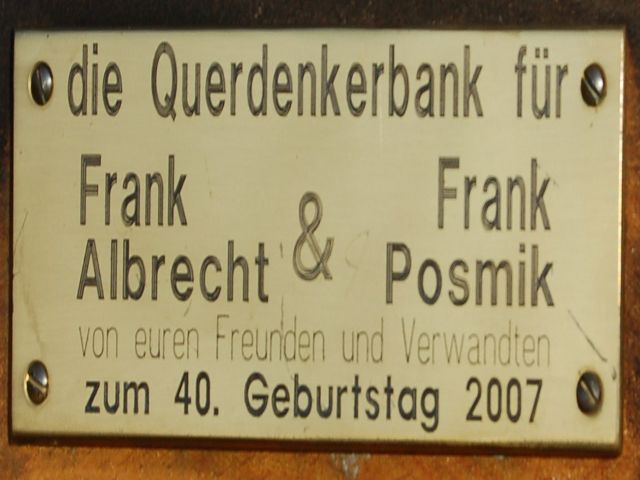 die Querdenkerbank für
Frank & Frank
Albrecht Posmik
von euren Freunden und Verwandten
zum 40. Geburtstag 2007